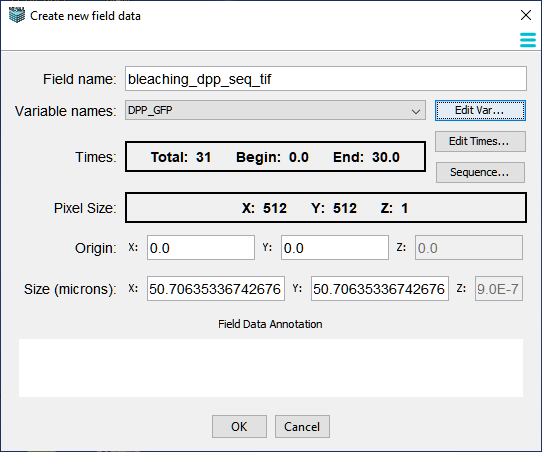 Create new field data
Field name: bleaching_dpp_seq_tif
Variable names: DPP_GFP Edit Var...
Times: Total: 31 Begin: 0.0 End: 30.0 Edit Times...
Sequence...
Pixel Size: X: 512 Y: 512 Z: 1
Origin: X: 0.0 Y: 0.0 Z: 0.0
Size (microns): X: 50.70635336742676 Y: 50.70635336742676 Z: 9.0E-7
Field Data Annotation
OK Cancel